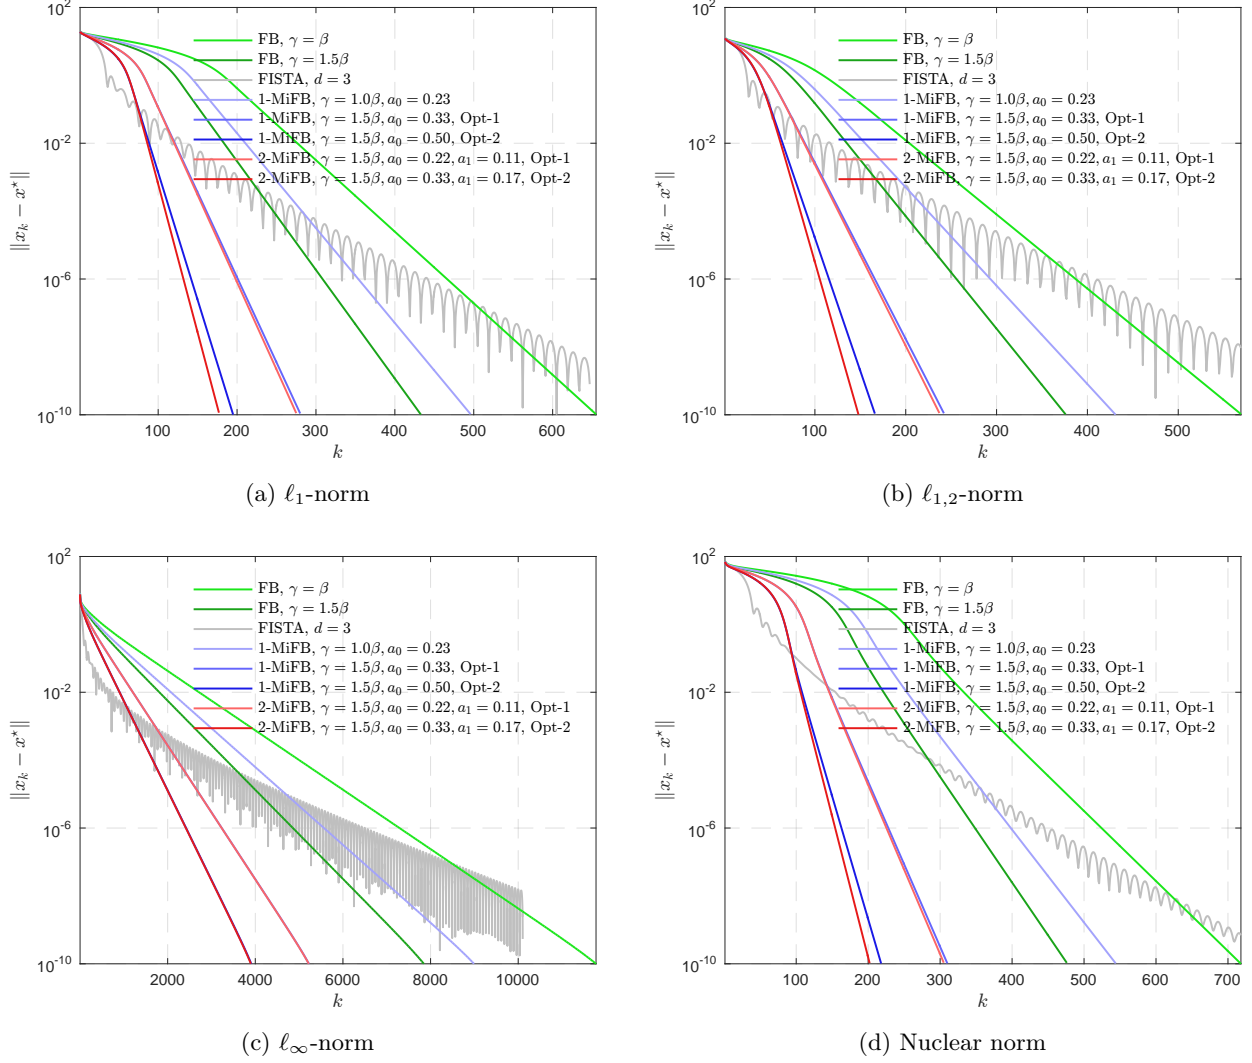 10^2
10^{-2}
10^{-6}
10^{-10}
‖x_k − x^⋆‖
FB, γ = β
FB, γ = 1.5β
FISTA, d = 3
1-MiFB, γ = 1.0β, a_0 = 0.23
1-MiFB, γ = 1.5β, a_0 = 0.33, Opt-1
1-MiFB, γ = 1.5β, a_0 = 0.50, Opt-2
2-MiFB, γ = 1.5β, a_0 = 0.22, a_1 = 0.11, Opt-1
2-MiFB, γ = 1.5β, a_0 = 0.33, a_1 = 0.17, Opt-2
100 200 300 400 500 600
k
(a) ℓ_1-norm
10^2
10^{-2}
10^{-6}
10^{-10}
‖x_k − x^⋆‖
FB, γ = β
FB, γ = 1.5β
FISTA, d = 3
1-MiFB, γ = 1.0β, a_0 = 0.23
1-MiFB, γ = 1.5β, a_0 = 0.33, Opt-1
1-MiFB, γ = 1.5β, a_0 = 0.50, Opt-2
2-MiFB, γ = 1.5β, a_0 = 0.22, a_1 = 0.11, Opt-1
2-MiFB, γ = 1.5β, a_0 = 0.33, a_1 = 0.17, Opt-2
100 200 300 400 500
k
(b) ℓ_{1,2}-norm
10^2
10^{-2}
10^{-6}
10^{-10}
‖x_k − x^⋆‖
FB, γ = β
FB, γ = 1.5β
FISTA, d = 3
1-MiFB, γ = 1.0β, a_0 = 0.23
1-MiFB, γ = 1.5β, a_0 = 0.33, Opt-1
1-MiFB, γ = 1.5β, a_0 = 0.50, Opt-2
2-MiFB, γ = 1.5β, a_0 = 0.22, a_1 = 0.11, Opt-1
2-MiFB, γ = 1.5β, a_0 = 0.33, a_1 = 0.17, Opt-2
2000 4000 6000 8000 10000
k
(c) ℓ_∞-norm
10^2
10^{-2}
10^{-6}
10^{-10}
‖x_k − x^⋆‖
FB, γ = β
FB, γ = 1.5β
FISTA, d = 3
1-MiFB, γ = 1.0β, a_0 = 0.23
1-MiFB, γ = 1.5β, a_0 = 0.33, Opt-1
1-MiFB, γ = 1.5β, a_0 = 0.50, Opt-2
2-MiFB, γ = 1.5β, a_0 = 0.22, a_1 = 0.11, Opt-1
2-MiFB, γ = 1.5β, a_0 = 0.33, a_1 = 0.17, Opt-2
100 200 300 400 500 600 700
k
(d) Nuclear norm